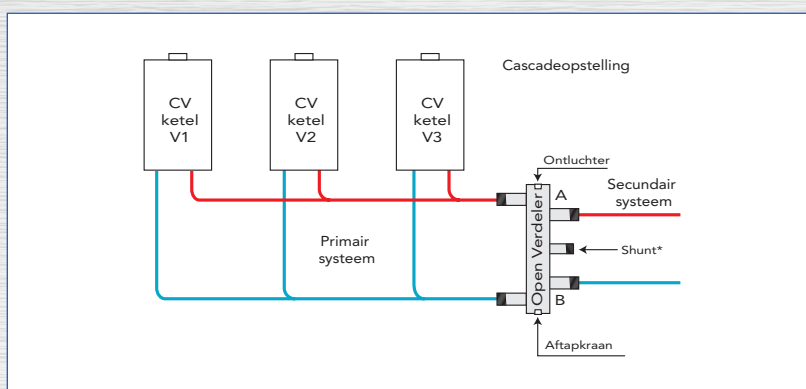 Cascadeopstelling
CV
ketel
V1
CV
ketel
V2
CV
ketel
V3
Ontluchter
A
Secundair
systeem
Open Verdeler
Primair
systeem
Shunt*
B
Aftapkraan